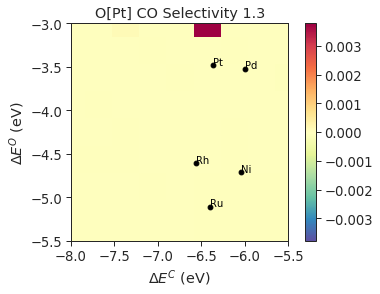 O[Pt] CO Selectivity 1.3
−3.0
−3.5
−4.0
−4.5
−5.0
−5.5
ΔE^O (eV)
Pt
Pd
Rh
Ni
Ru
−8.0 −7.5 −7.0 −6.5 −6.0 −5.5
ΔE^C (eV)
0.003
0.002
0.001
0.000
−0.001
−0.002
−0.003